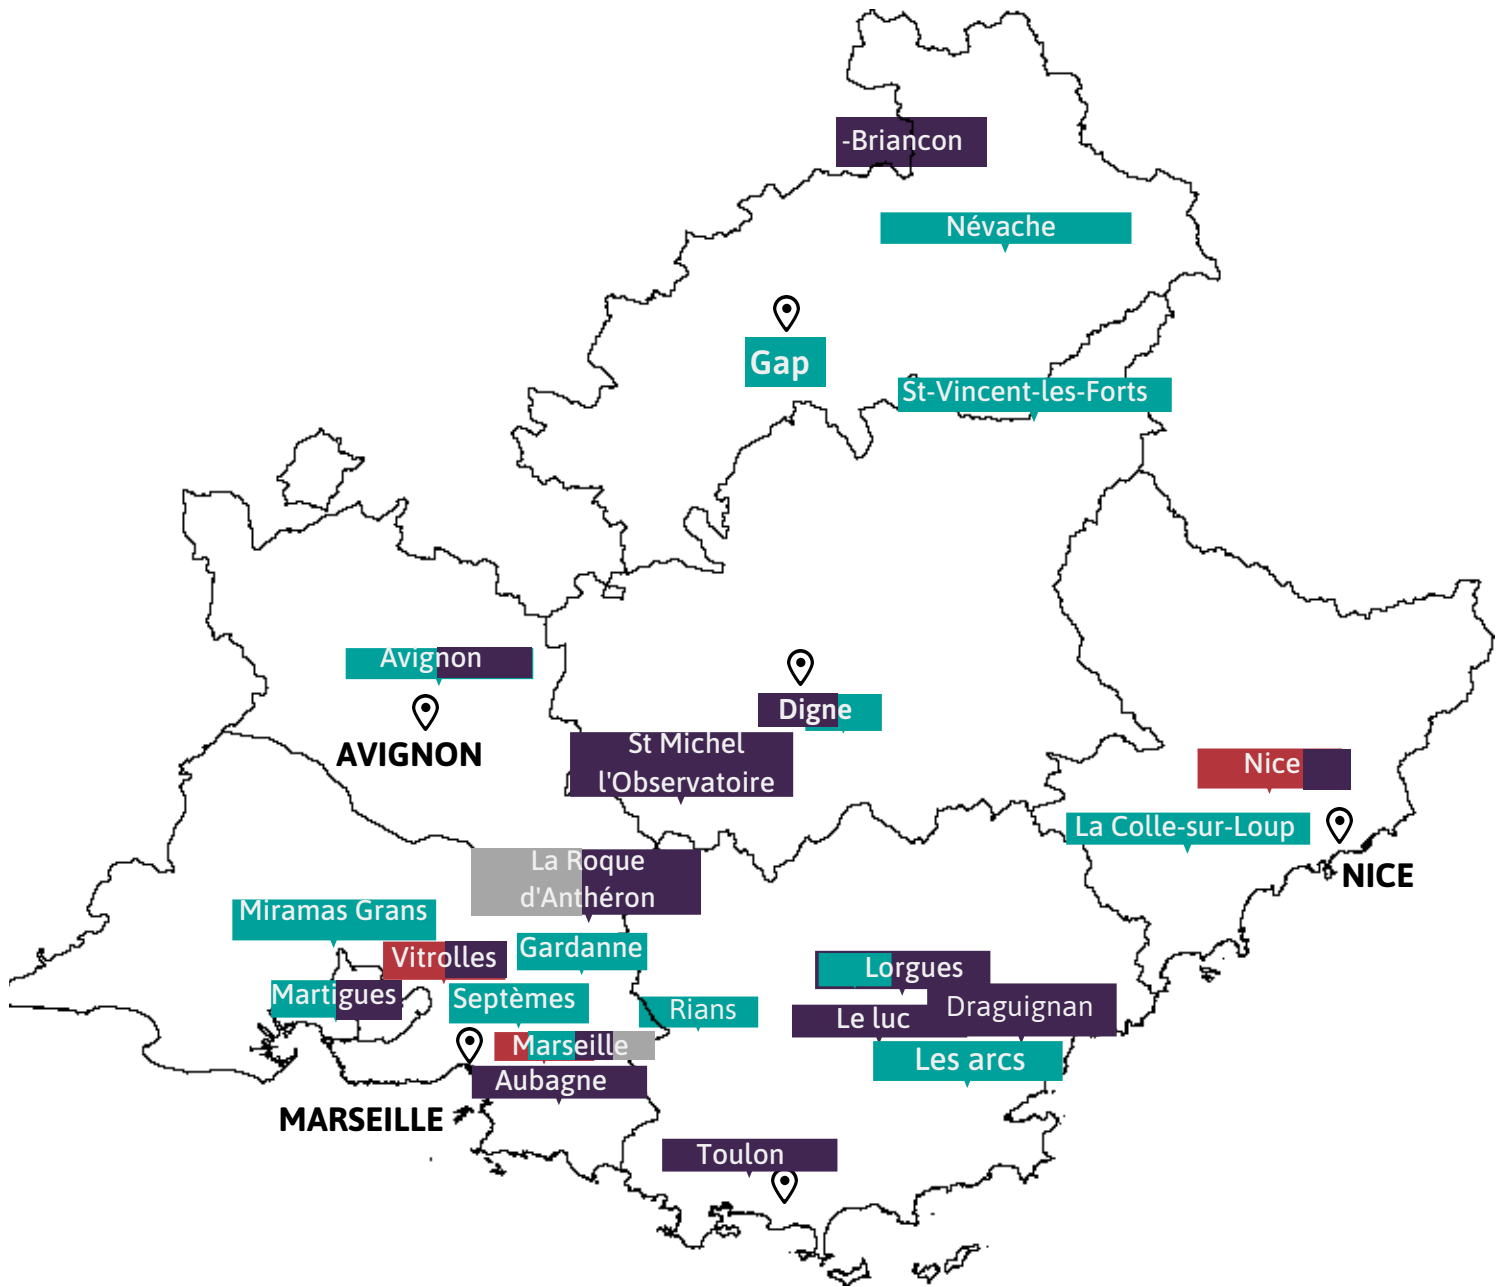 -Briancon
Névache
Gap
St-Vincent-les-Forts
Avignon
AVIGNON
Digne
St Michel
l'Observatoire
Nice
La Colle-sur-Loup
NICE
La Roque
d'Anthéron
Miramas Grans
Vitrolles
Gardanne
Martigues
Septèmes
Rians
Lorgues
Draguignan
Le luc
Marseille
Les arcs
Aubagne
MARSEILLE
Toulon